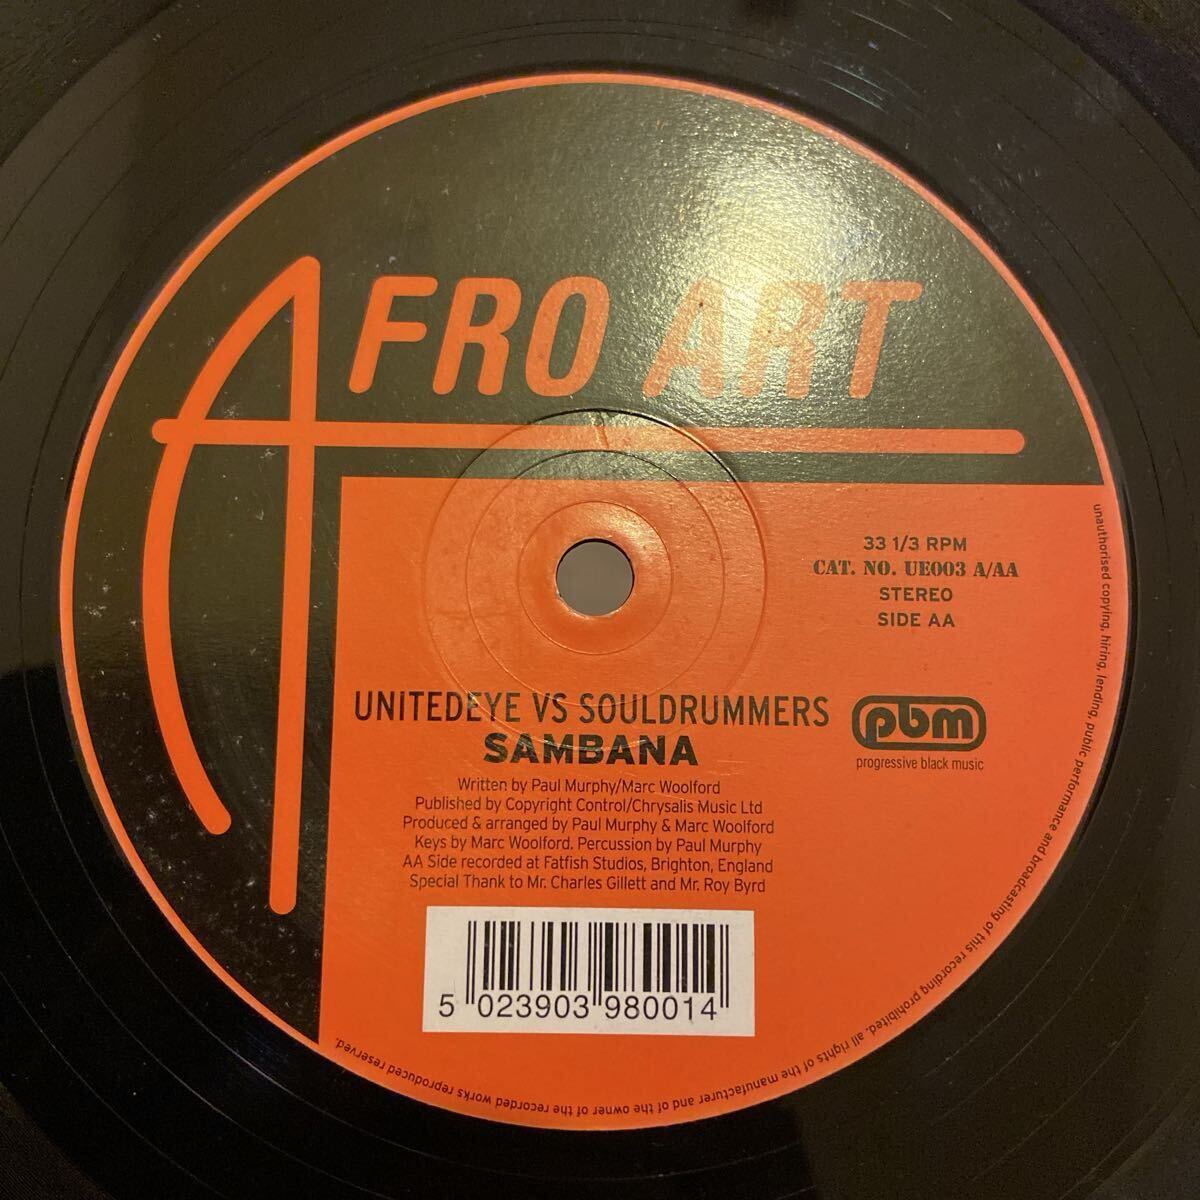 AFRO ART
33 1/3 RPM
CAT. NO. UE003 A/AA
STEREO
SIDE AA
UNITEDEYE VS SOULDRUMMERS
SAMBANA
pbm
progressive black music
Written by Paul Murphy/Marc Woolford
Published by Copyright Control/Chrysalis Music Ltd
Produced & arranged by Paul Murphy & Marc Woolford
Keys by Marc Woolford. Percussion by Paul Murphy
AA Side recorded at Fatfish Studios, Brighton, England
Special Thank to Mr. Charles Gillett and Mr. Roy Byrd
5 023903 980014
unauthorised copying, hiring, lending, public performance and broadcasting of this recording prohibited. all rights of the manufacturer and of the owner of the recorded works reproduced reserved.